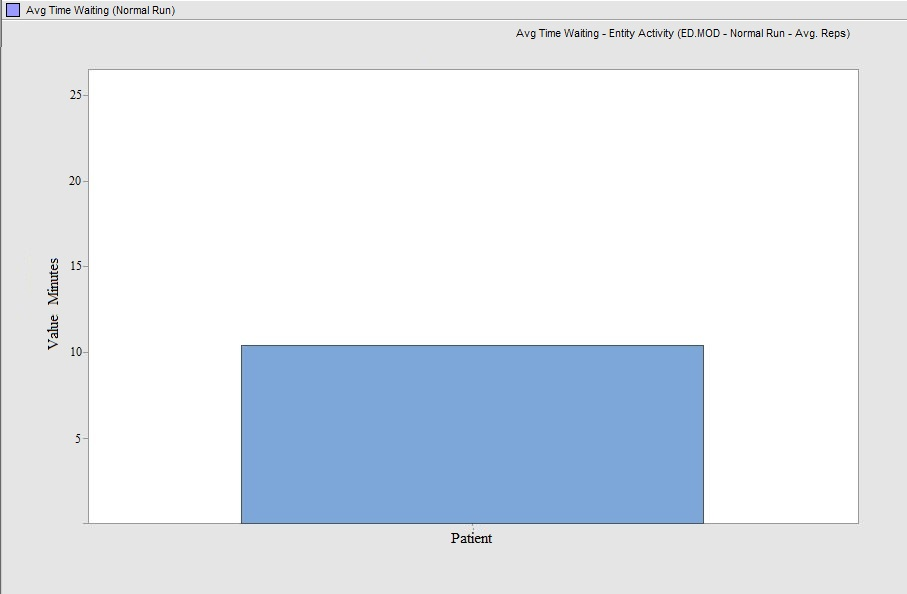 Avg Time Waiting (Normal Run)
Avg Time Waiting - Entity Activity (ED.MOD - Normal Run - Avg. Reps)
25
20
15
10
5
Value Minutes
Patient